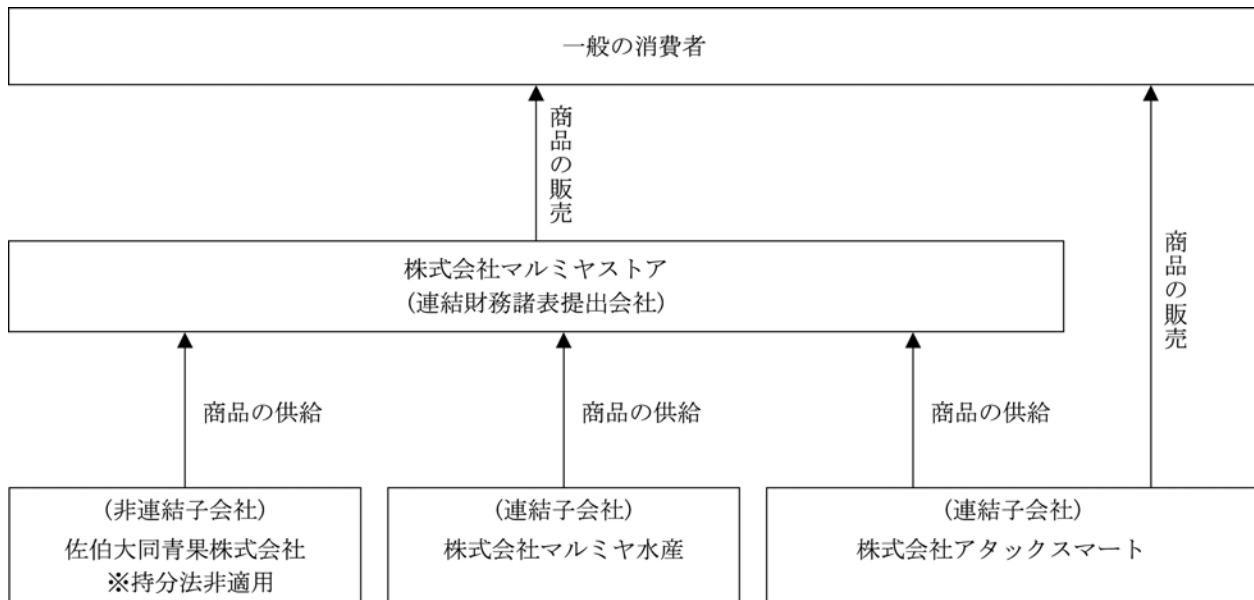 一般の消費者
商品の販売
株式会社マルミヤストア
(連結財務諸表提出会社)
商品の販売
商品の供給
商品の供給
商品の供給
(非連結子会社)
佐伯大同青果株式会社
※持分法非適用
(連結子会社)
株式会社マルミヤ水産
(連結子会社)
株式会社アタックスマート